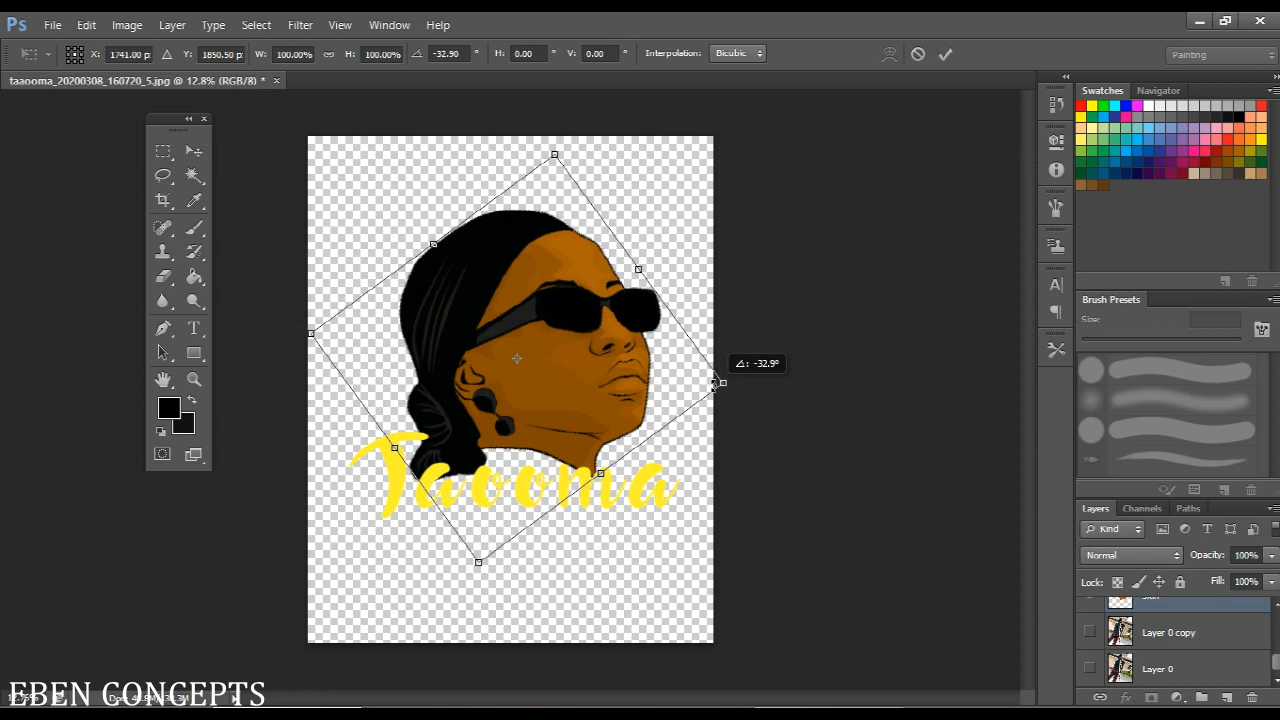 Ps File Edit Image Layer Type Select Filter View Window Help
X: 1741.00 px Y: 1850.50 px W: 100.00% H: 100.00% -32.90 ° H: 0.00 ° V: 0.00 ° Interpolation: Bicubic Painting
taaooma_20200308_160720_5.jpg @ 12.8% (RGB/8) * ×
Swatches Navigator
T
A|
Brush Presets
Size:
∡: -32.9°
Taaoma
Layers Channels Paths
Kind
Normal Opacity: 100%
Lock: Fill: 100%
Layer 0 copy
Layer 0
EBEN CONCEPTS